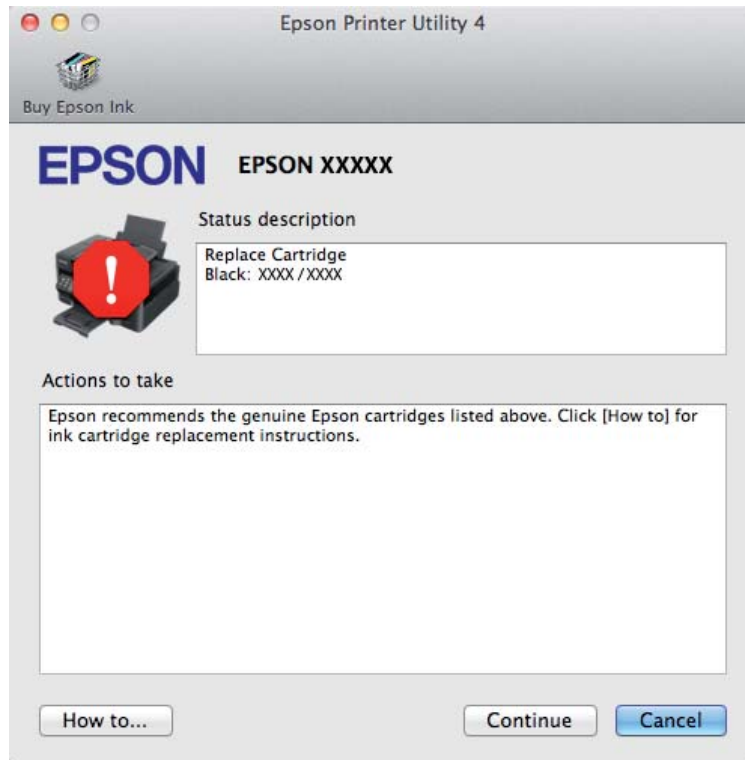 Epson Printer Utility 4
Buy Epson Ink
EPSON EPSON XXXXX
Status description
Replace Cartridge
Black: XXXX/XXXX
Actions to take
Epson recommends the genuine Epson cartridges listed above. Click [How to] for
ink cartridge replacement instructions.
How to... Continue Cancel